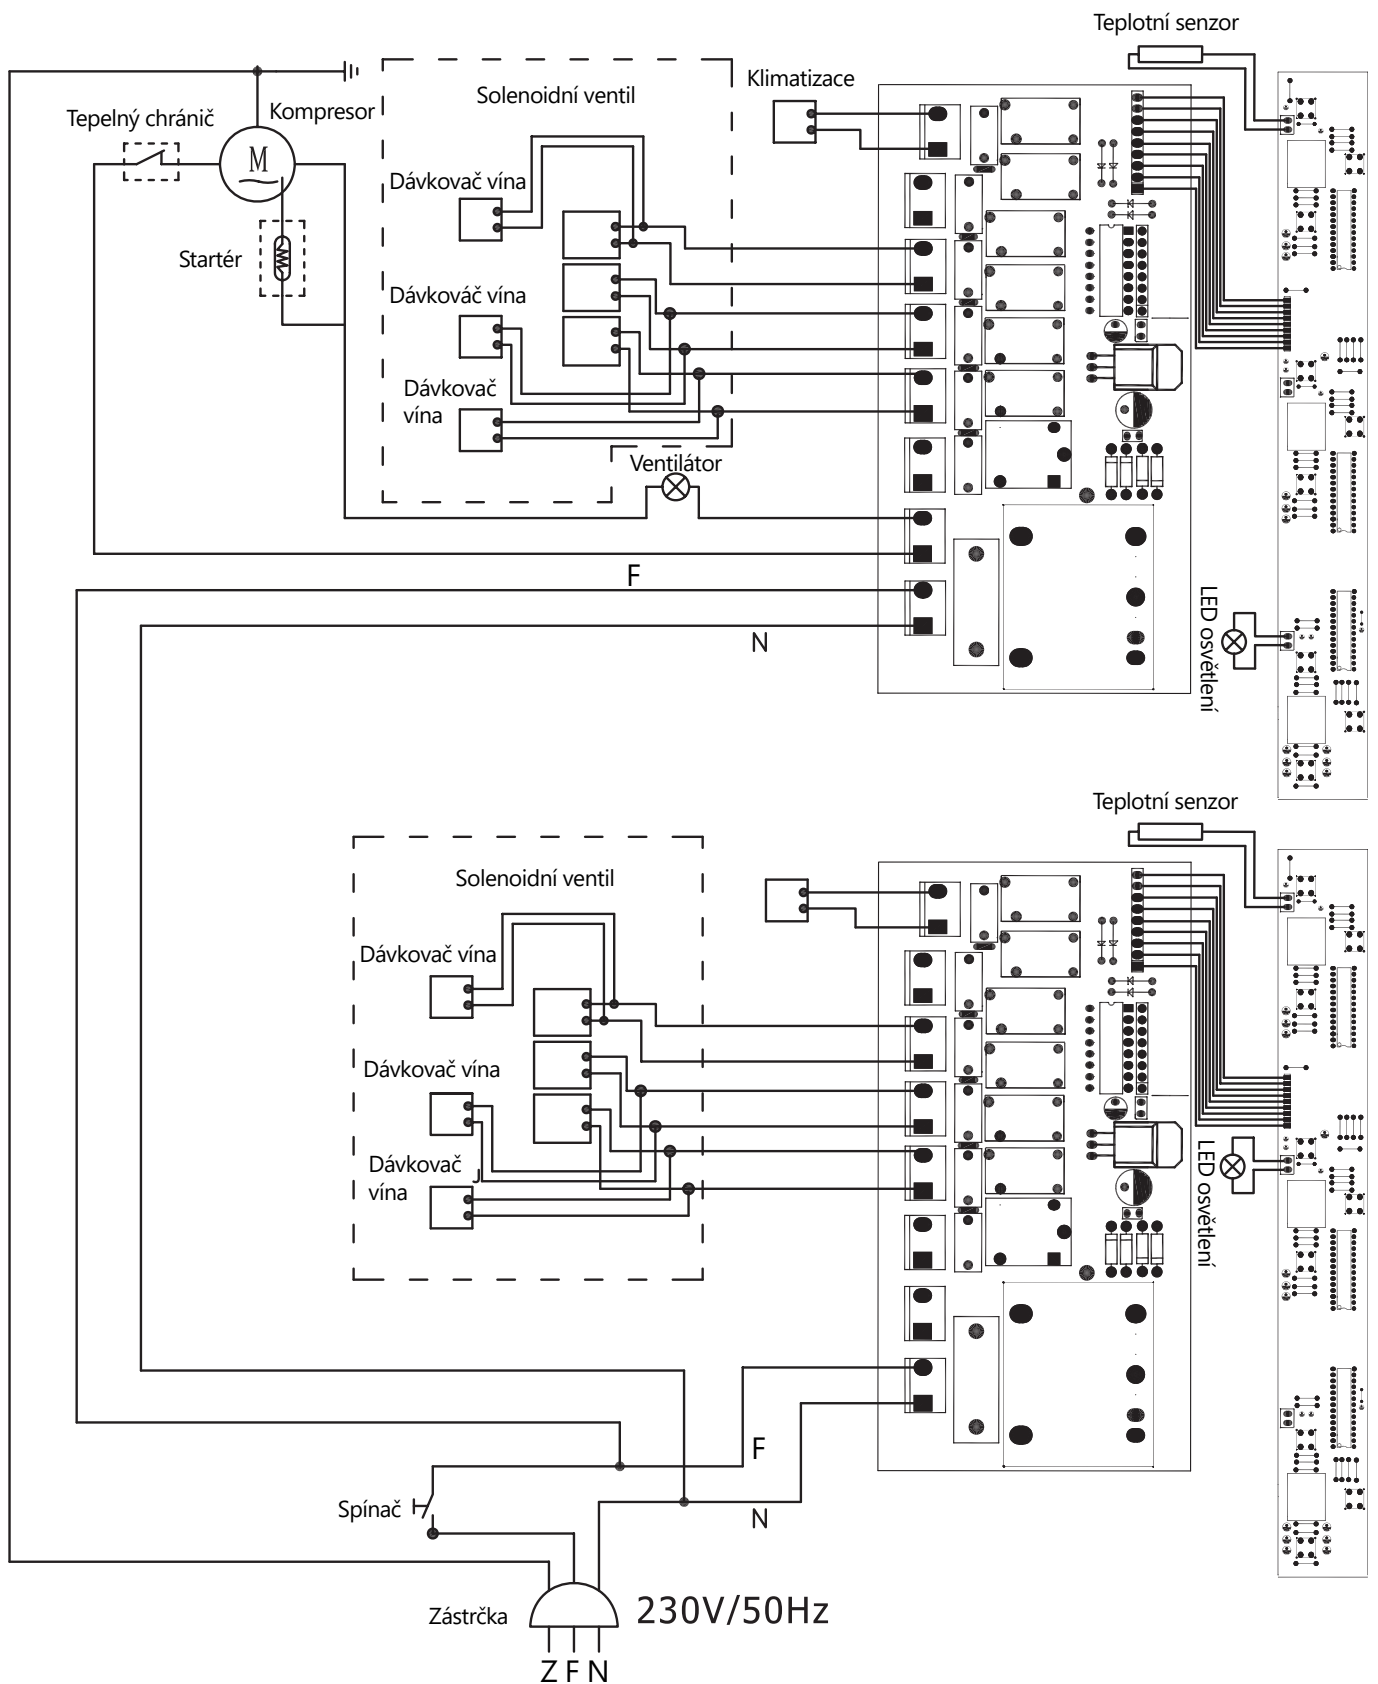 Teplotní senzor
Klimatizace
Solenoidní ventil
Tepelný chránič
Kompresor
M
Dávkovač vína
Startér
Dávkováč vína
Dávkovač
vína
Ventilátor
F
N
LED osvětlení
Teplotní senzor
Solenoidní ventil
Dávkovač vína
Dávkovač vína
Dávkovač
vína
LED osvětlení
F
N
Spínač
Zástrčka
230V/50Hz
Z F N